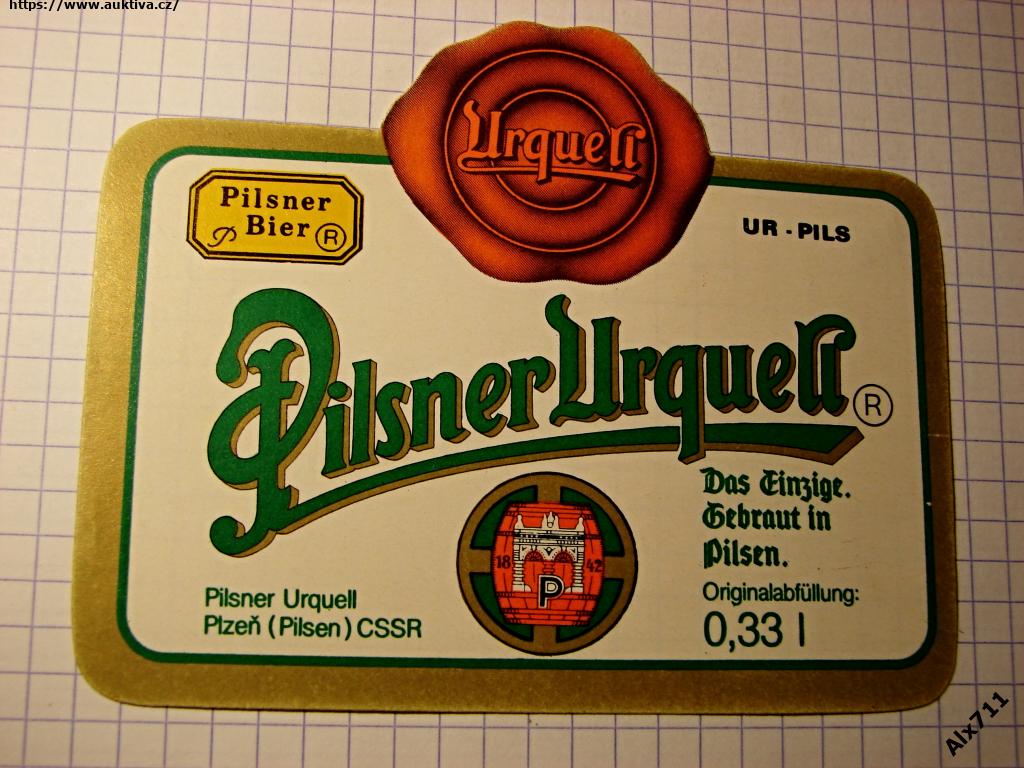 https://www.auktiva.cz/
Urquell
Pilsner
Bier
P ®
UR - PILS
Pilsner Urquell ®
Das Einzige.
Gebraut in
Pilsen.
18 42
P
Pilsner Urquell
Plzeň (Pilsen) CSSR
Originalabfüllung:
0,33 l
Alx711